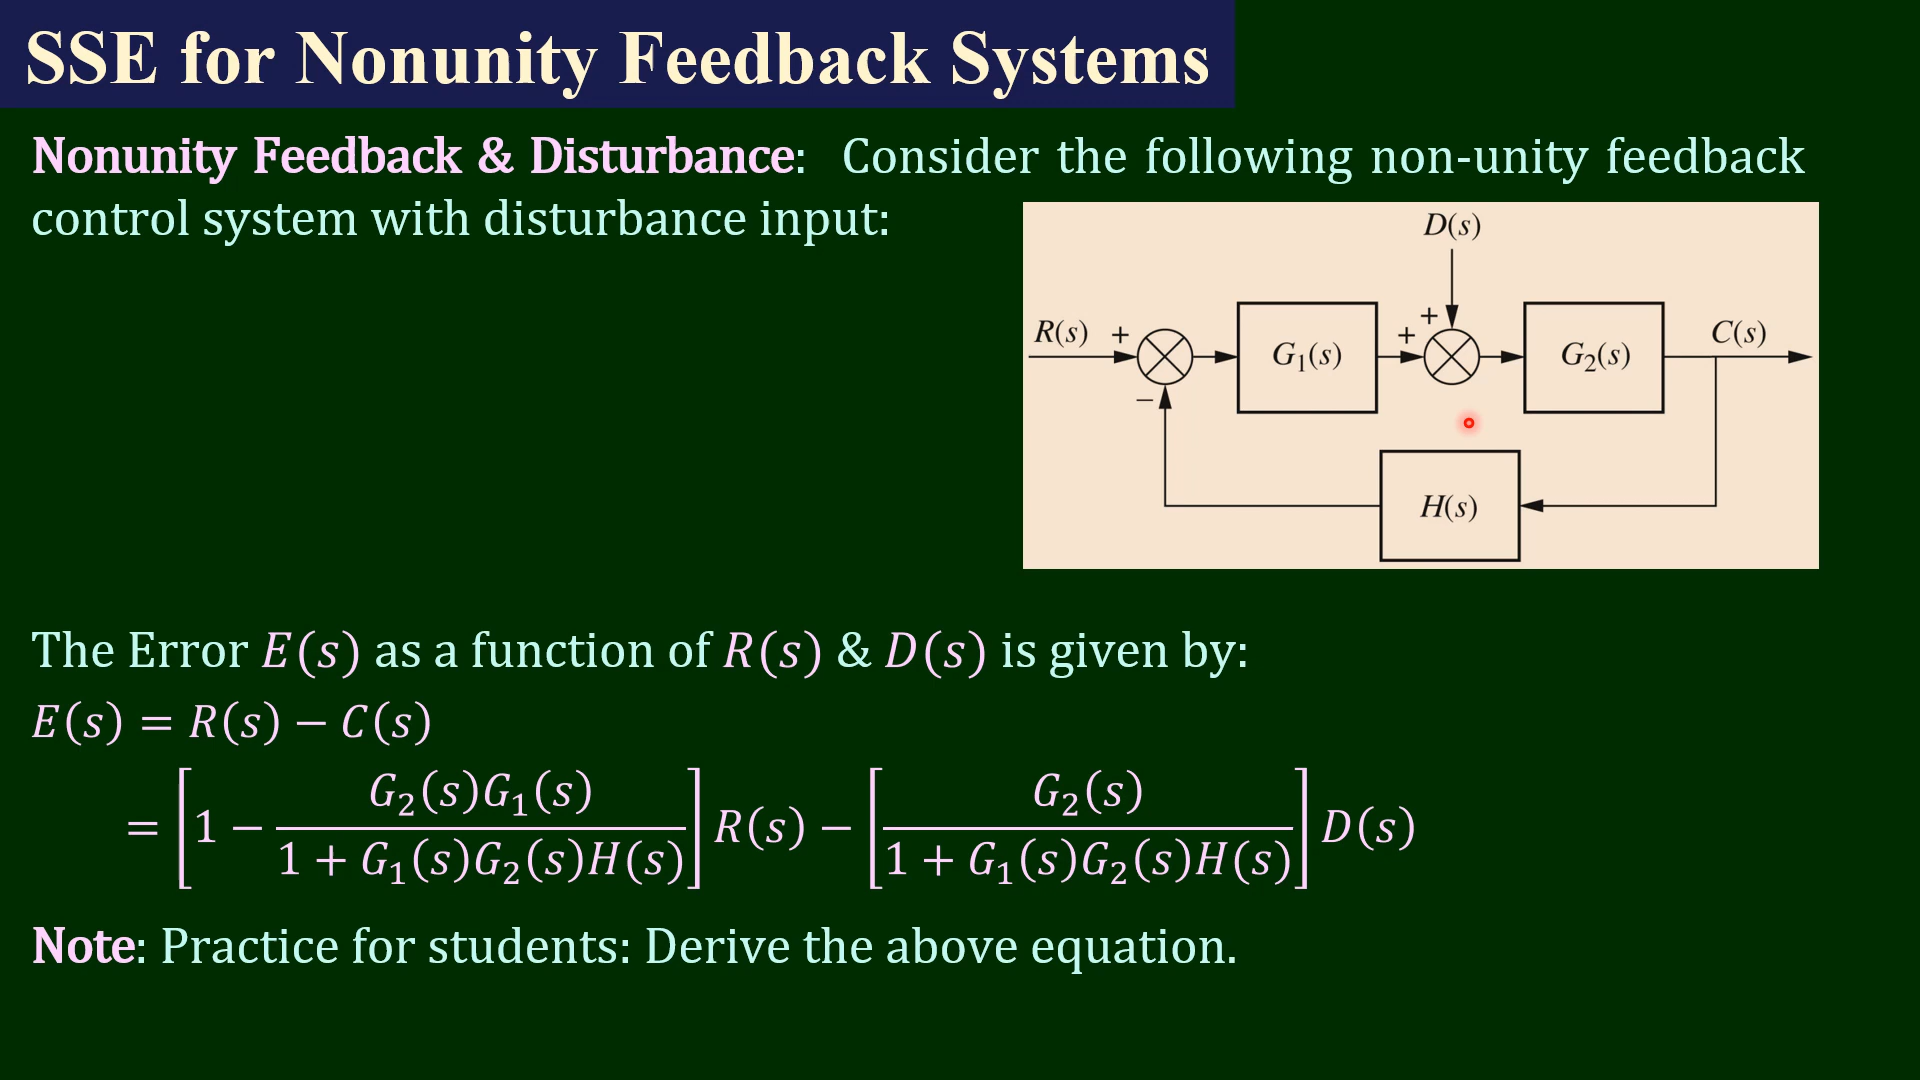 SSE for Nonunity Feedback Systems
Nonunity Feedback & Disturbance: Consider the following non-unity feedback
control system with disturbance input:
D(s)
R(s) + G₁(s) + + G₂(s) C(s)
−
H(s)
The Error E(s) as a function of R(s) & D(s) is given by:
E(s) = R(s) − C(s)
= [1 − G₂(s)G₁(s) / 1 + G₁(s)G₂(s)H(s)] R(s) − [G₂(s) / 1 + G₁(s)G₂(s)H(s)] D(s)
Note: Practice for students: Derive the above equation.